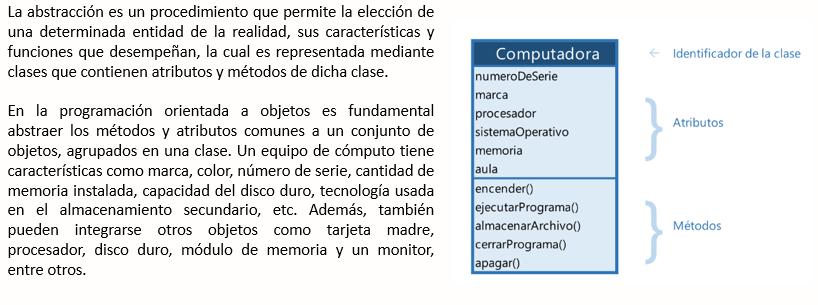 La abstracción es un procedimiento que permite la elección de
una determinada entidad de la realidad, sus características y
funciones que desempeñan, la cual es representada mediante
clases que contienen atributos y métodos de dicha clase.
En la programación orientada a objetos es fundamental
abstraer los métodos y atributos comunes a un conjunto de
objetos, agrupados en una clase. Un equipo de cómputo tiene
características como marca, color, número de serie, cantidad de
memoria instalada, capacidad del disco duro, tecnología usada
en el almacenamiento secundario, etc. Además, también
pueden integrarse otros objetos como tarjeta madre,
procesador, disco duro, módulo de memoria y un monitor,
entre otros.
Computadora
numeroDeSerie
marca
procesador
sistemaOperativo
memoria
aula
encender()
ejecutarPrograma()
almacenarArchivo()
cerrarPrograma()
apagar()
← Identificador de la clase
Atributos
Métodos